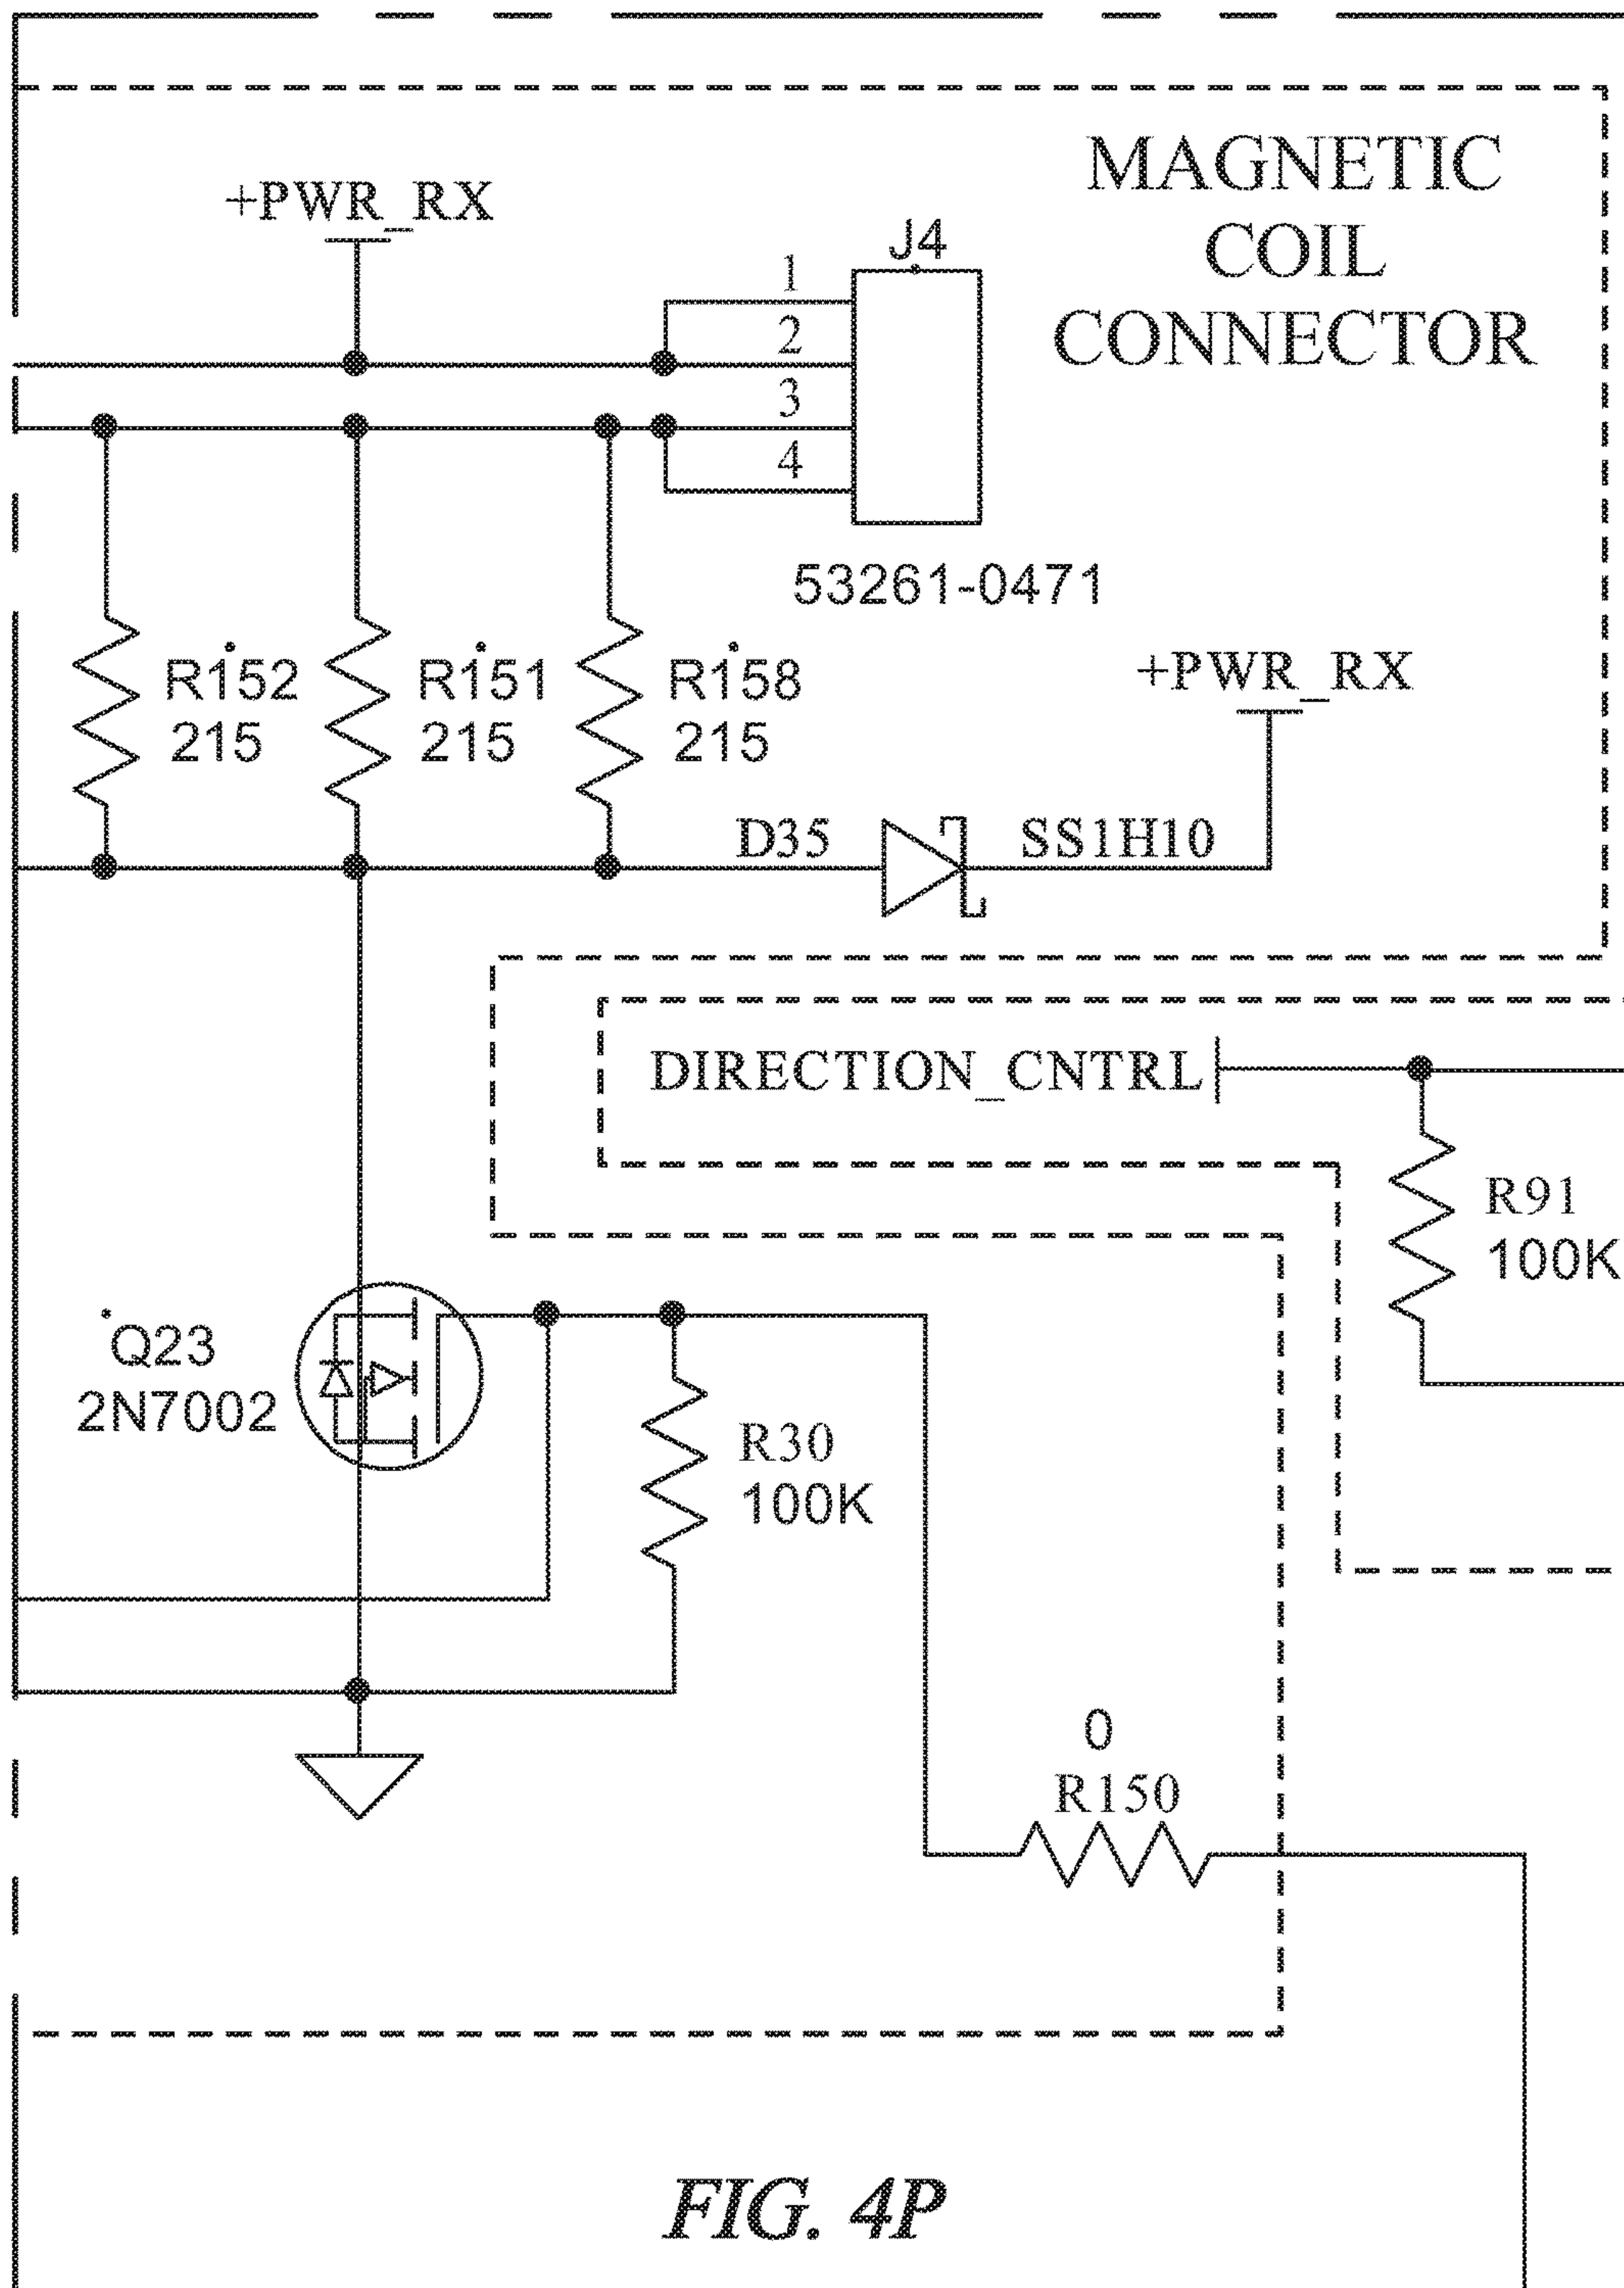 MAGNETIC
COIL
CONNECTOR
+PWR_RX
J4
1
2
3
4
53261-0471
R152
215
R151
215
R158
215
+PWR_RX
D35
SS1H10
DIRECTION_CNTRL
R91
100K
Q23
2N7002
R30
100K
0
R150
FIG. 4P